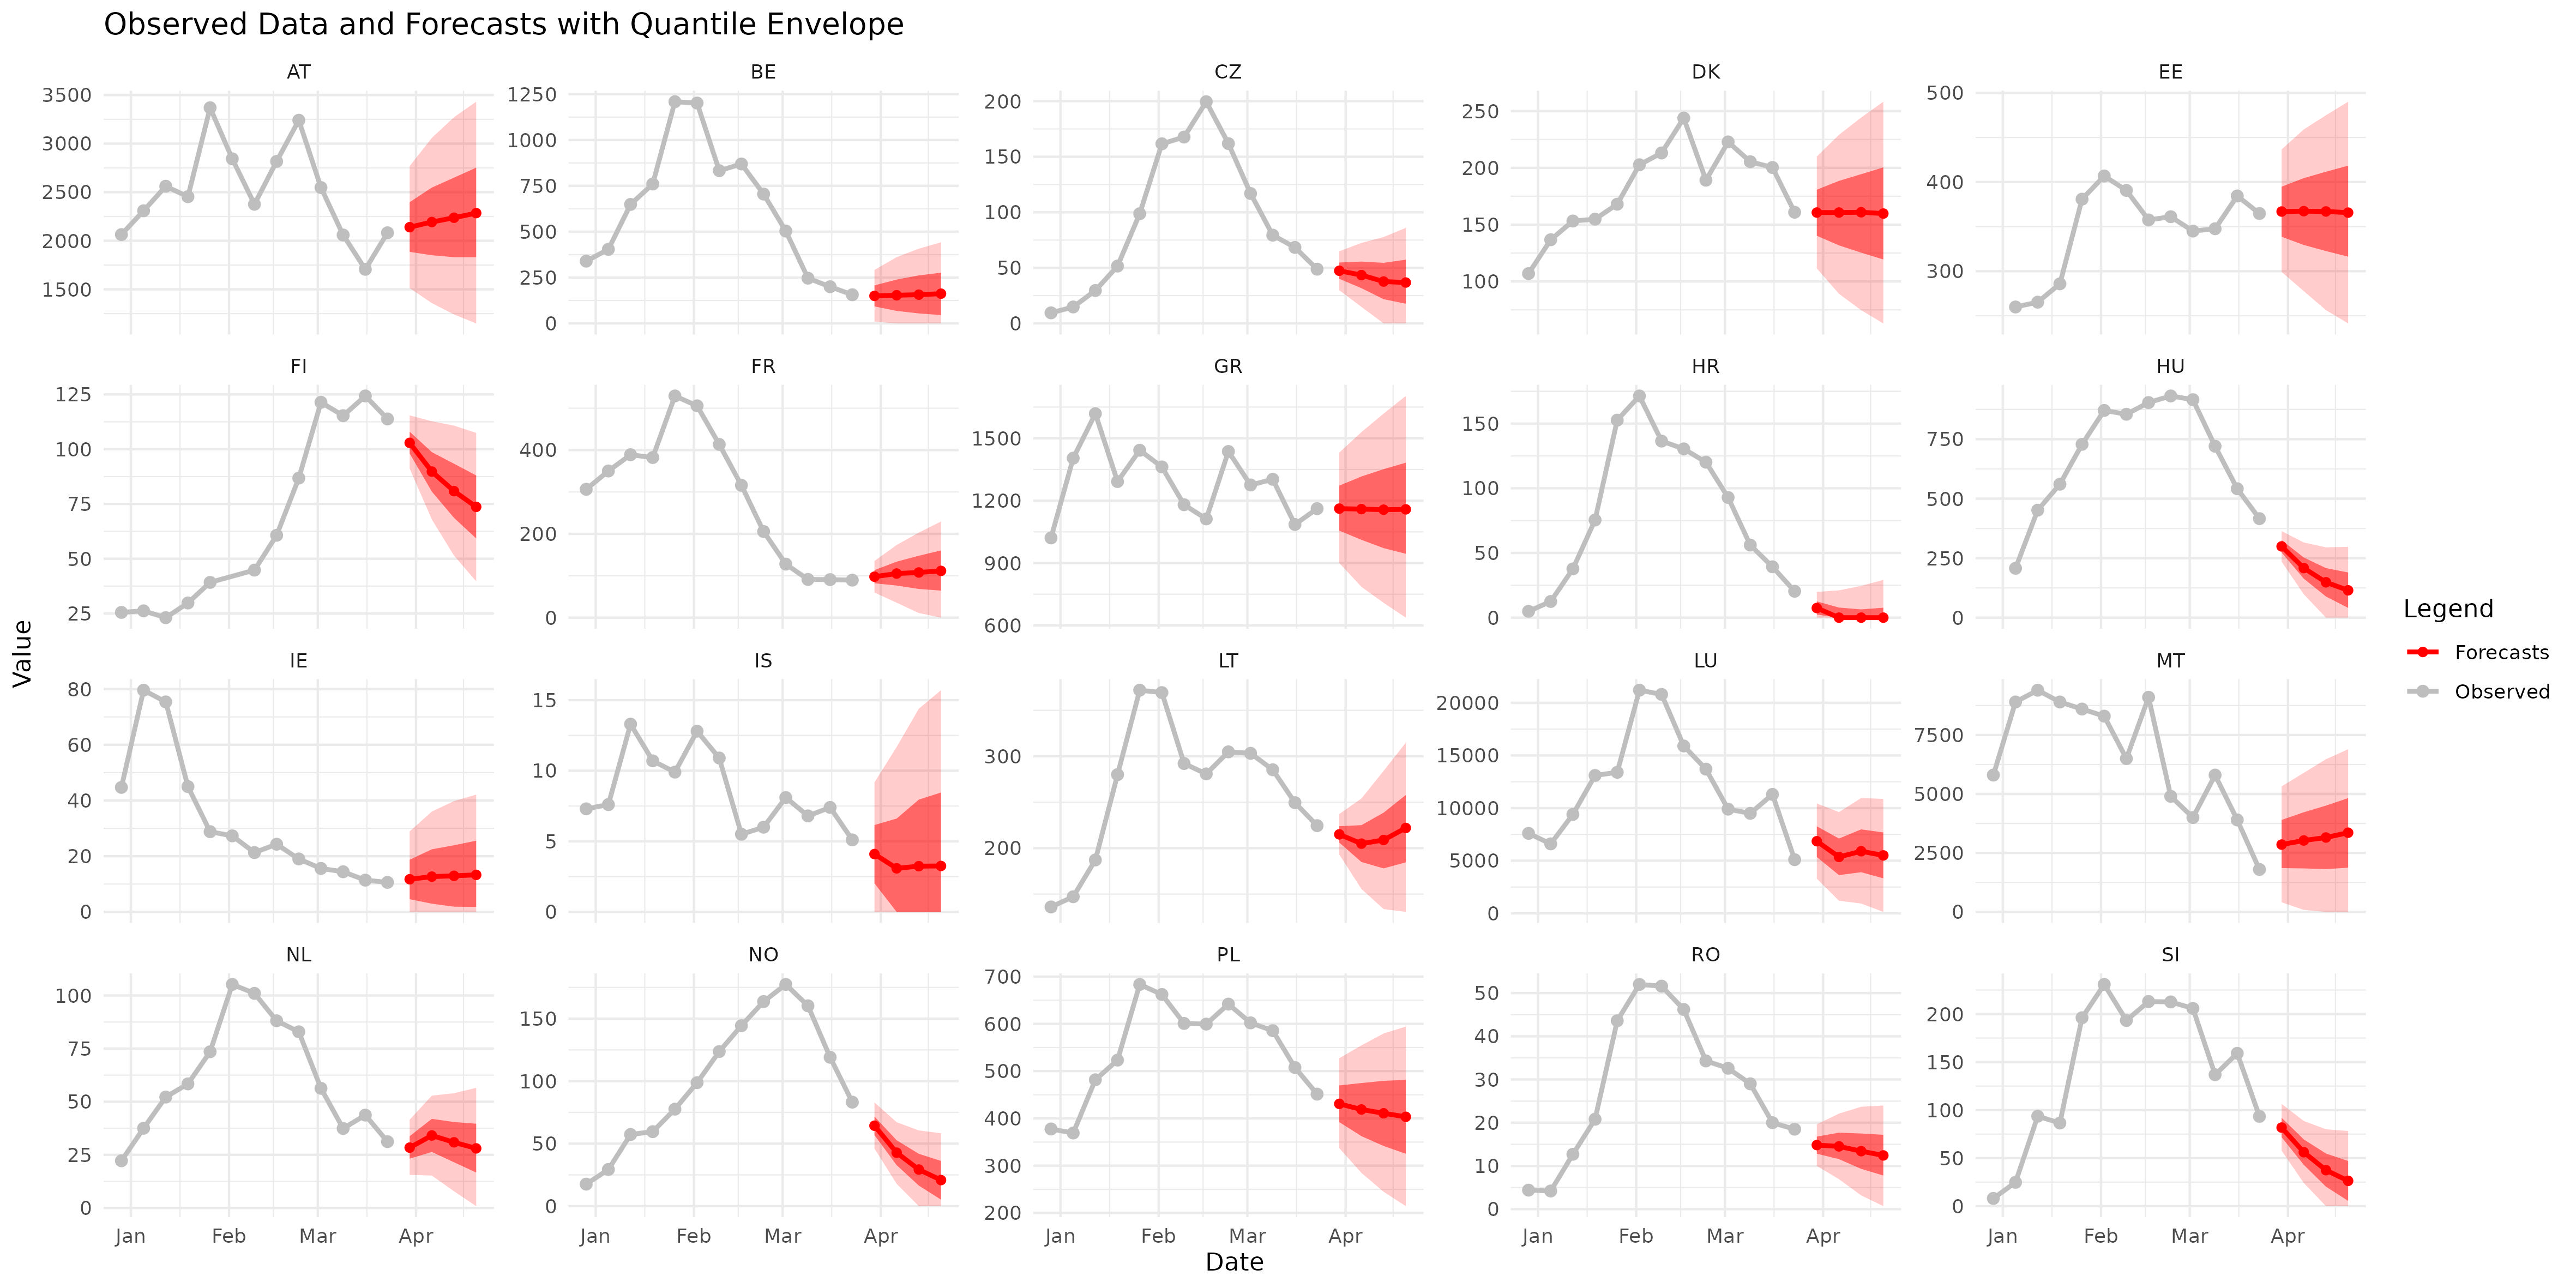 Observed Data and Forecasts with Quantile Envelope
AT
BE
CZ
DK
EE
3500
3000
2500
2000
1500
1250
1000
750
500
250
0
200
150
100
50
0
250
200
150
100
500
400
300
FI
FR
GR
HR
HU
125
100
75
50
25
400
200
0
1500
1200
900
600
150
100
50
0
750
500
250
0
IE
IS
LT
LU
MT
80
60
40
20
0
15
10
5
0
300
200
20000
15000
10000
5000
0
7500
5000
2500
0
NL
NO
PL
RO
SI
100
75
50
25
0
150
100
50
0
700
600
500
400
300
200
50
40
30
20
10
0
200
150
100
50
0
Jan Feb Mar Apr
Jan Feb Mar Apr
Jan Feb Mar Apr
Jan Feb Mar Apr
Jan Feb Mar Apr
Value
Date
Legend
Forecasts
Observed